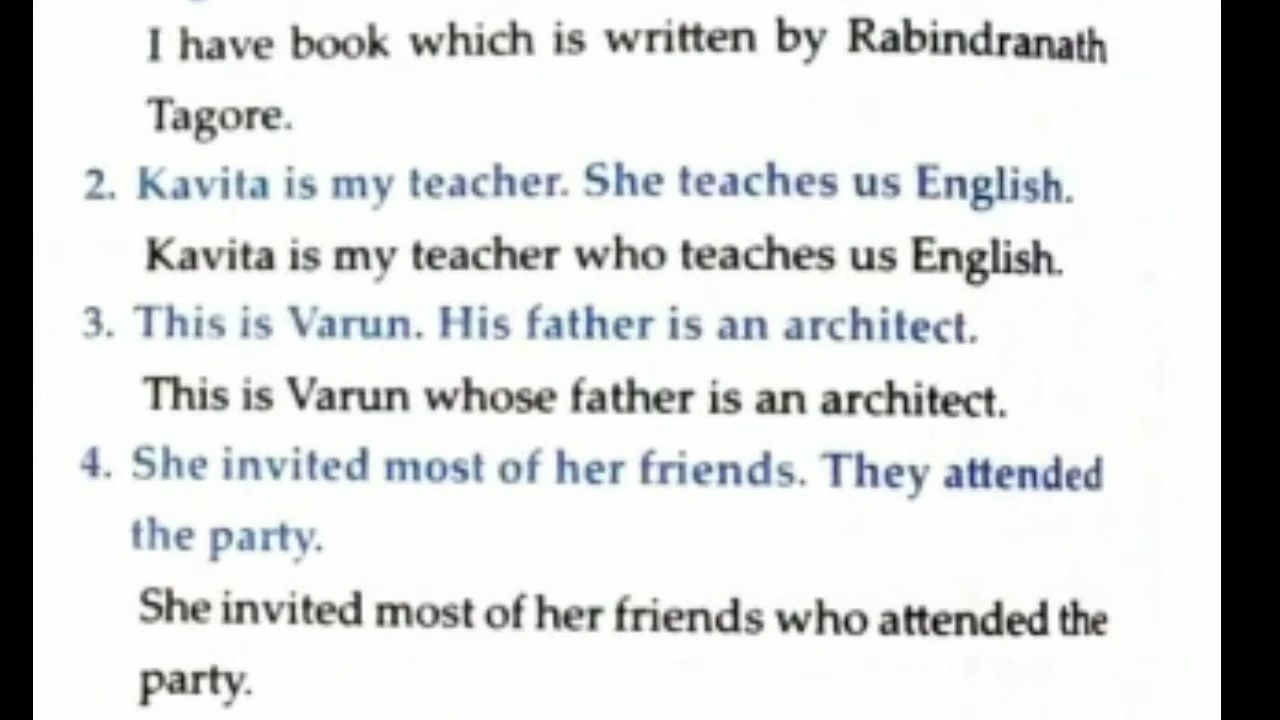 I have book which is written by Rabindranath
Tagore.
2. Kavita is my teacher. She teaches us English.
Kavita is my teacher who teaches us English.
3. This is Varun. His father is an architect.
This is Varun whose father is an architect.
4. She invited most of her friends. They attended
the party.
She invited most of her friends who attended the
party.